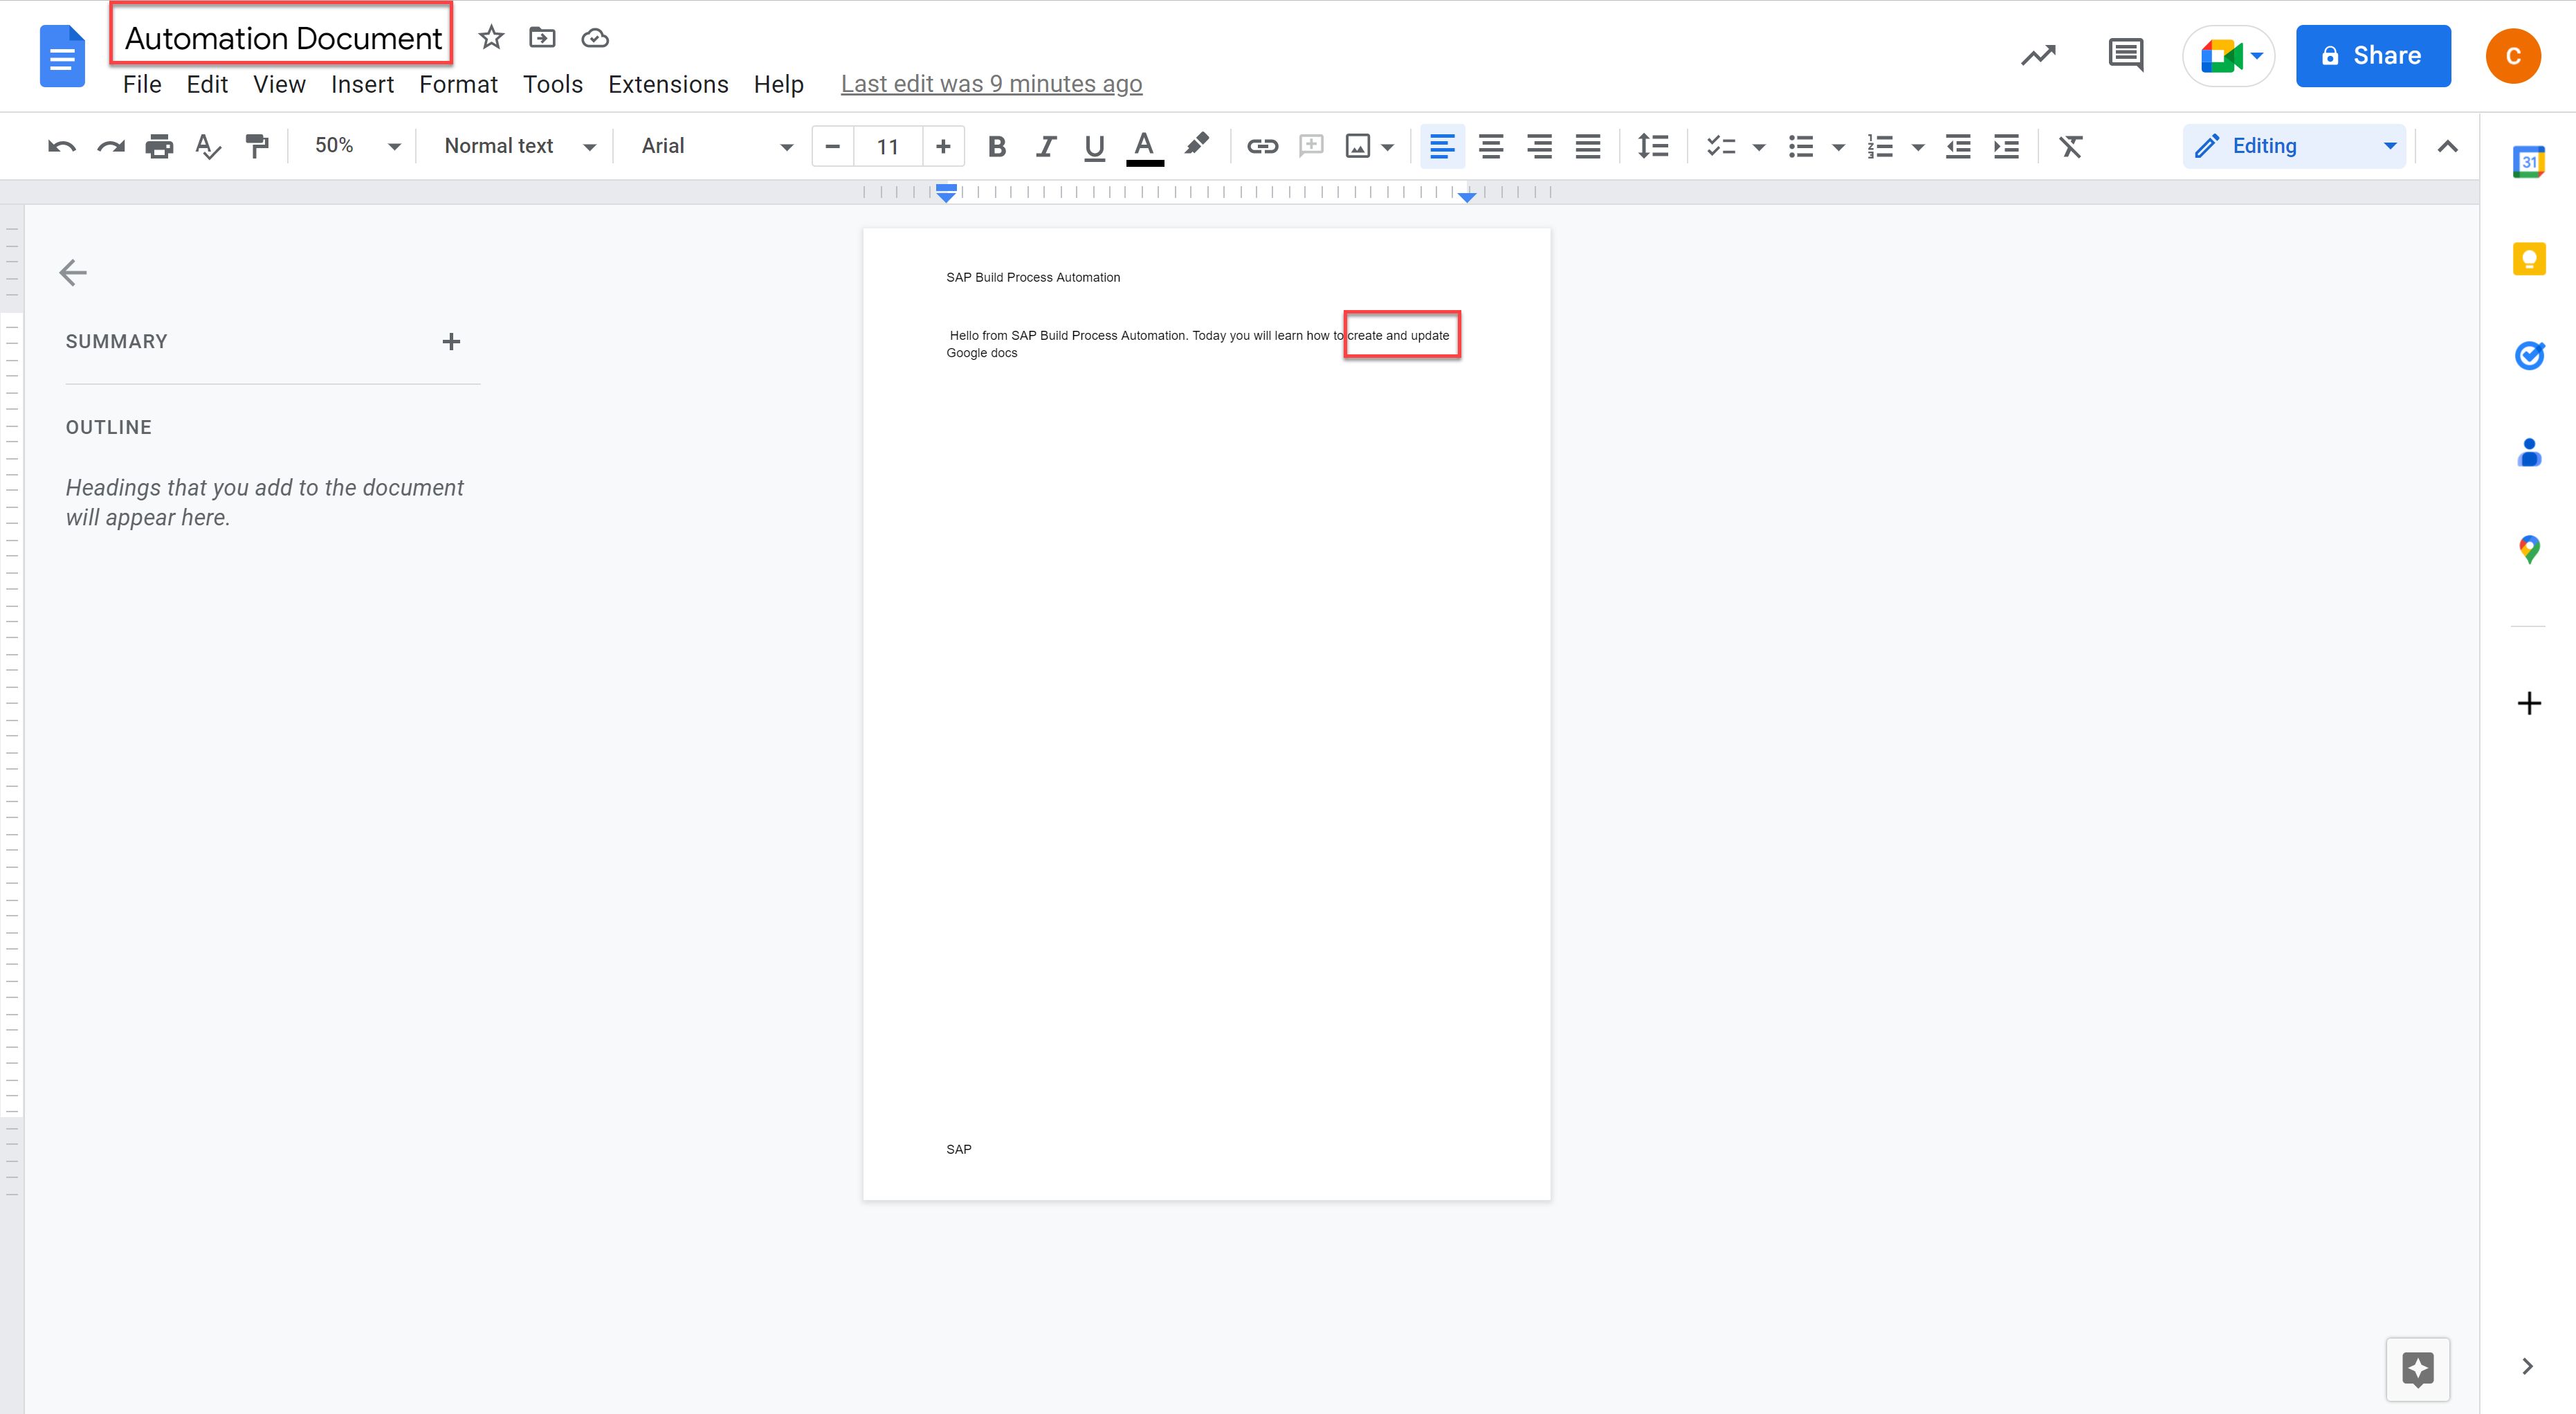 Automation Document
File Edit View Insert Format Tools Extensions Help Last edit was 9 minutes ago
Share
C
50% Normal text Arial 11 B I U A
Editing
31
SUMMARY
OUTLINE
Headings that you add to the document
will appear here.
SAP Build Process Automation
Hello from SAP Build Process Automation. Today you will learn how to create and update
Google docs
SAP